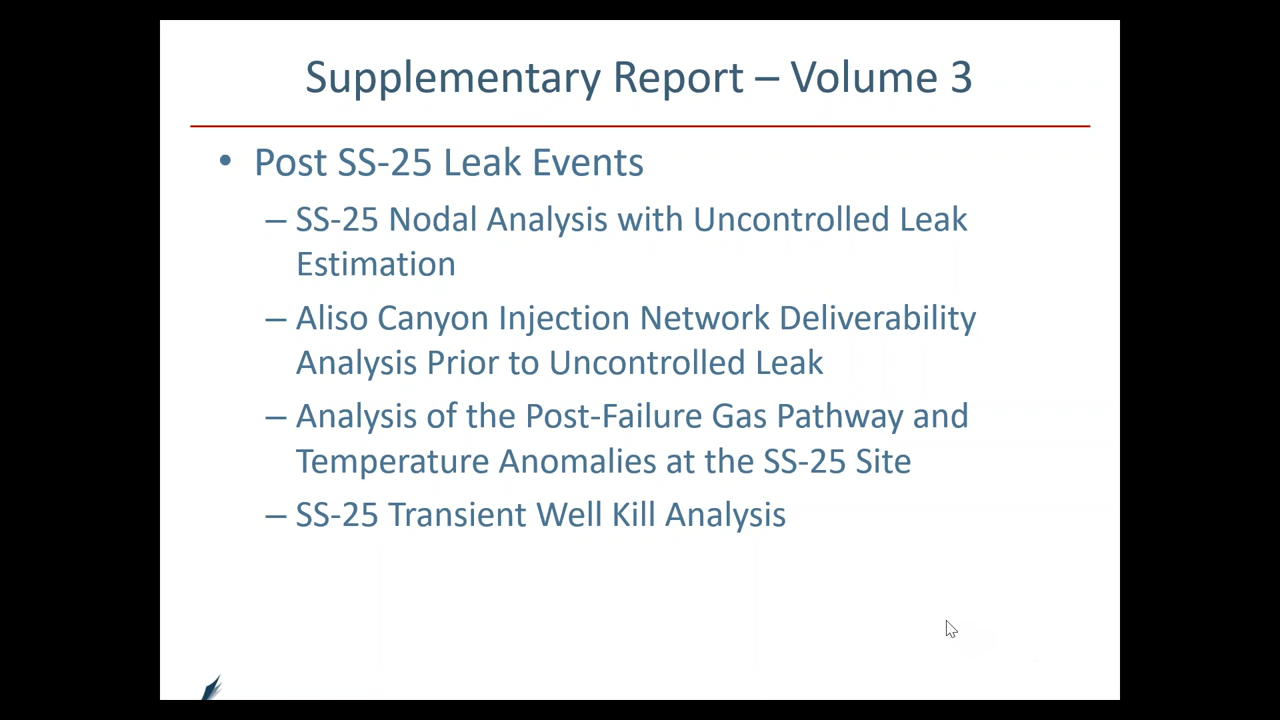 Supplementary Report – Volume 3
• Post SS-25 Leak Events
– SS-25 Nodal Analysis with Uncontrolled Leak
Estimation
– Aliso Canyon Injection Network Deliverability
Analysis Prior to Uncontrolled Leak
– Analysis of the Post-Failure Gas Pathway and
Temperature Anomalies at the SS-25 Site
– SS-25 Transient Well Kill Analysis